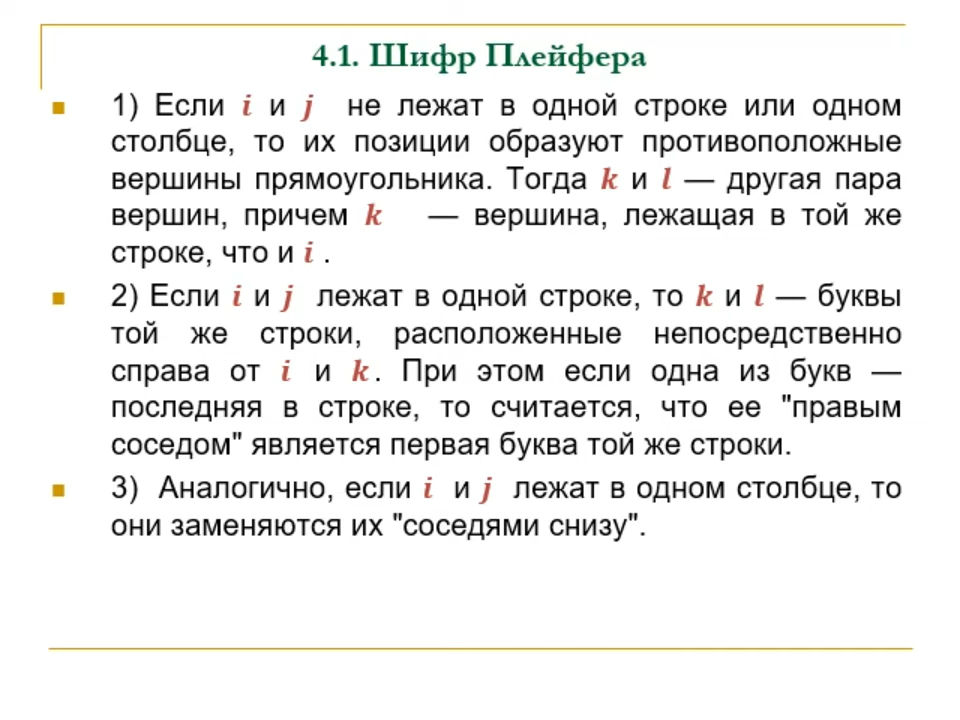 4.1. Шифр Плейфера
1) Если i и j не лежат в одной строке или одном
столбце, то их позиции образуют противоположные
вершины прямоугольника. Тогда k и l — другая пара
вершин, причем k — вершина, лежащая в той же
строке, что и i .
2) Если i и j лежат в одной строке, то k и l — буквы
той же строки, расположенные непосредственно
справа от i и k. При этом если одна из букв —
последняя в строке, то считается, что ее "правым
соседом" является первая буква той же строки.
3) Аналогично, если i и j лежат в одном столбце, то
они заменяются их "соседями снизу".